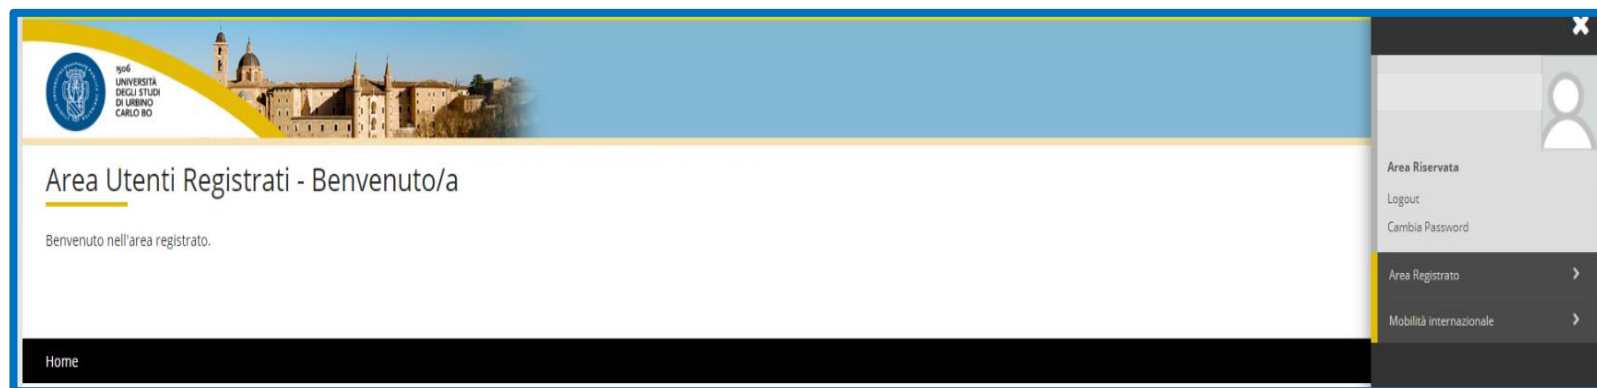 1506
UNIVERSITÀ
DEGLI STUDI
DI URBINO
CARLO BO
Area Utenti Registrati - Benvenuto/a
Benvenuto nell'area registrato.
Home
Area Riservata
Logout
Cambia Password
Area Registrato
Mobilità internazionale